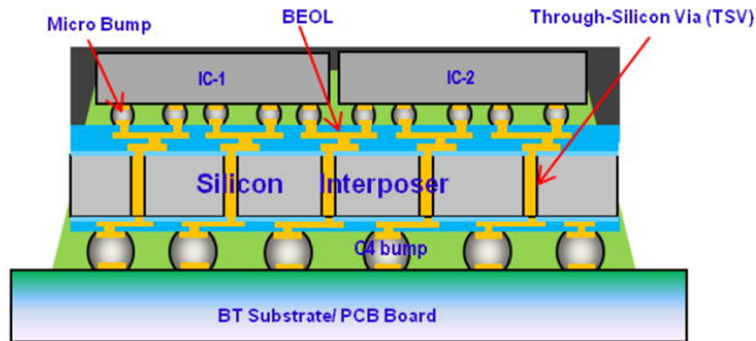 Micro Bump
BEOL
Through-Silicon Via (TSV)
IC-1
IC-2
Silicon Interposer
C4 bump
BT Substrate/ PCB Board